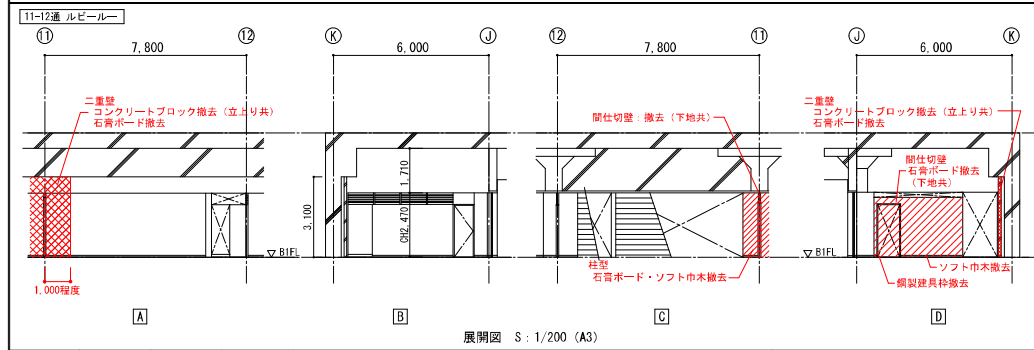 11-12通 ルビールー
11
12
7,800
二重壁
コンクリートブロック撤去(立上り共)
石膏ボード撤去
3,100
▽B1FL
1,000程度
A
K
J
6,000
1,710
CH2,470
B
12
11
7,800
間仕切壁:撤去(下地共)
柱型
石膏ボード・ソフト巾木撤去
C
J
K
6,000
二重壁
コンクリートブロック撤去(立上り共)
石膏ボード撤去
間仕切壁
石膏ボード撤去
(下地共)
▽B1FL
ソフト巾木撤去
鋼製建具枠撤去
D
展開図 S:1/200 (A3)